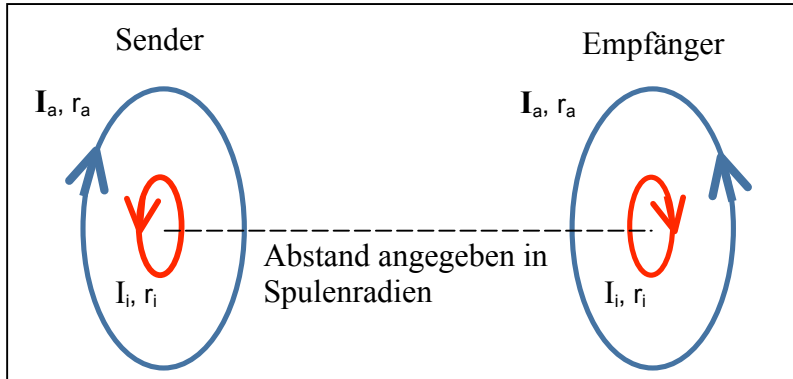 Sender
Empfänger
Iₐ, rₐ
Iₐ, rₐ
Abstand angegeben in
Spulenradien
Iᵢ, rᵢ
Iᵢ, rᵢ